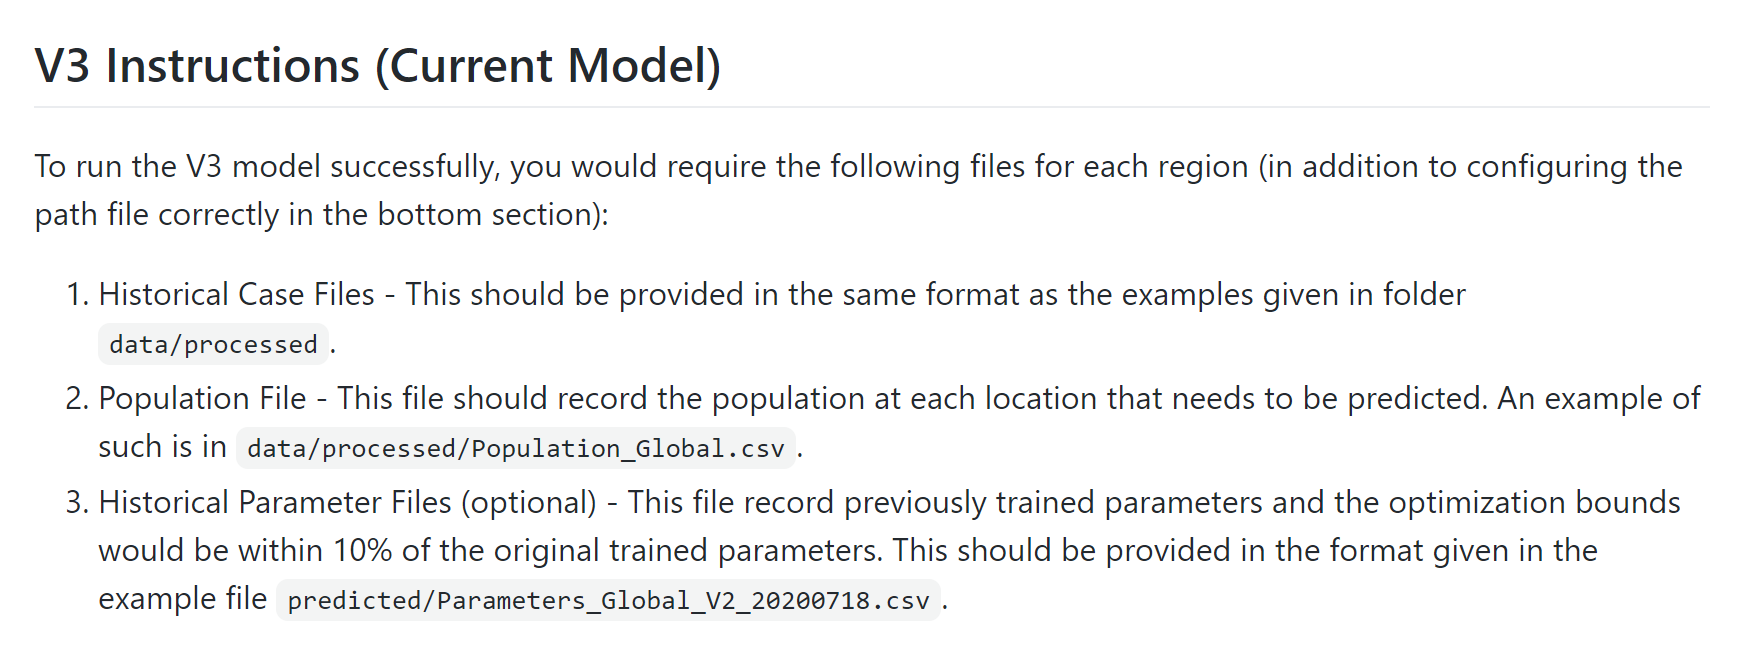 V3 Instructions (Current Model)
To run the V3 model successfully, you would require the following files for each region (in addition to configuring the
path file correctly in the bottom section):
1. Historical Case Files - This should be provided in the same format as the examples given in folder
data/processed .
2. Population File - This file should record the population at each location that needs to be predicted. An example of
such is in data/processed/Population_Global.csv .
3. Historical Parameter Files (optional) - This file record previously trained parameters and the optimization bounds
would be within 10% of the original trained parameters. This should be provided in the format given in the
example file predicted/Parameters_Global_V2_20200718.csv .